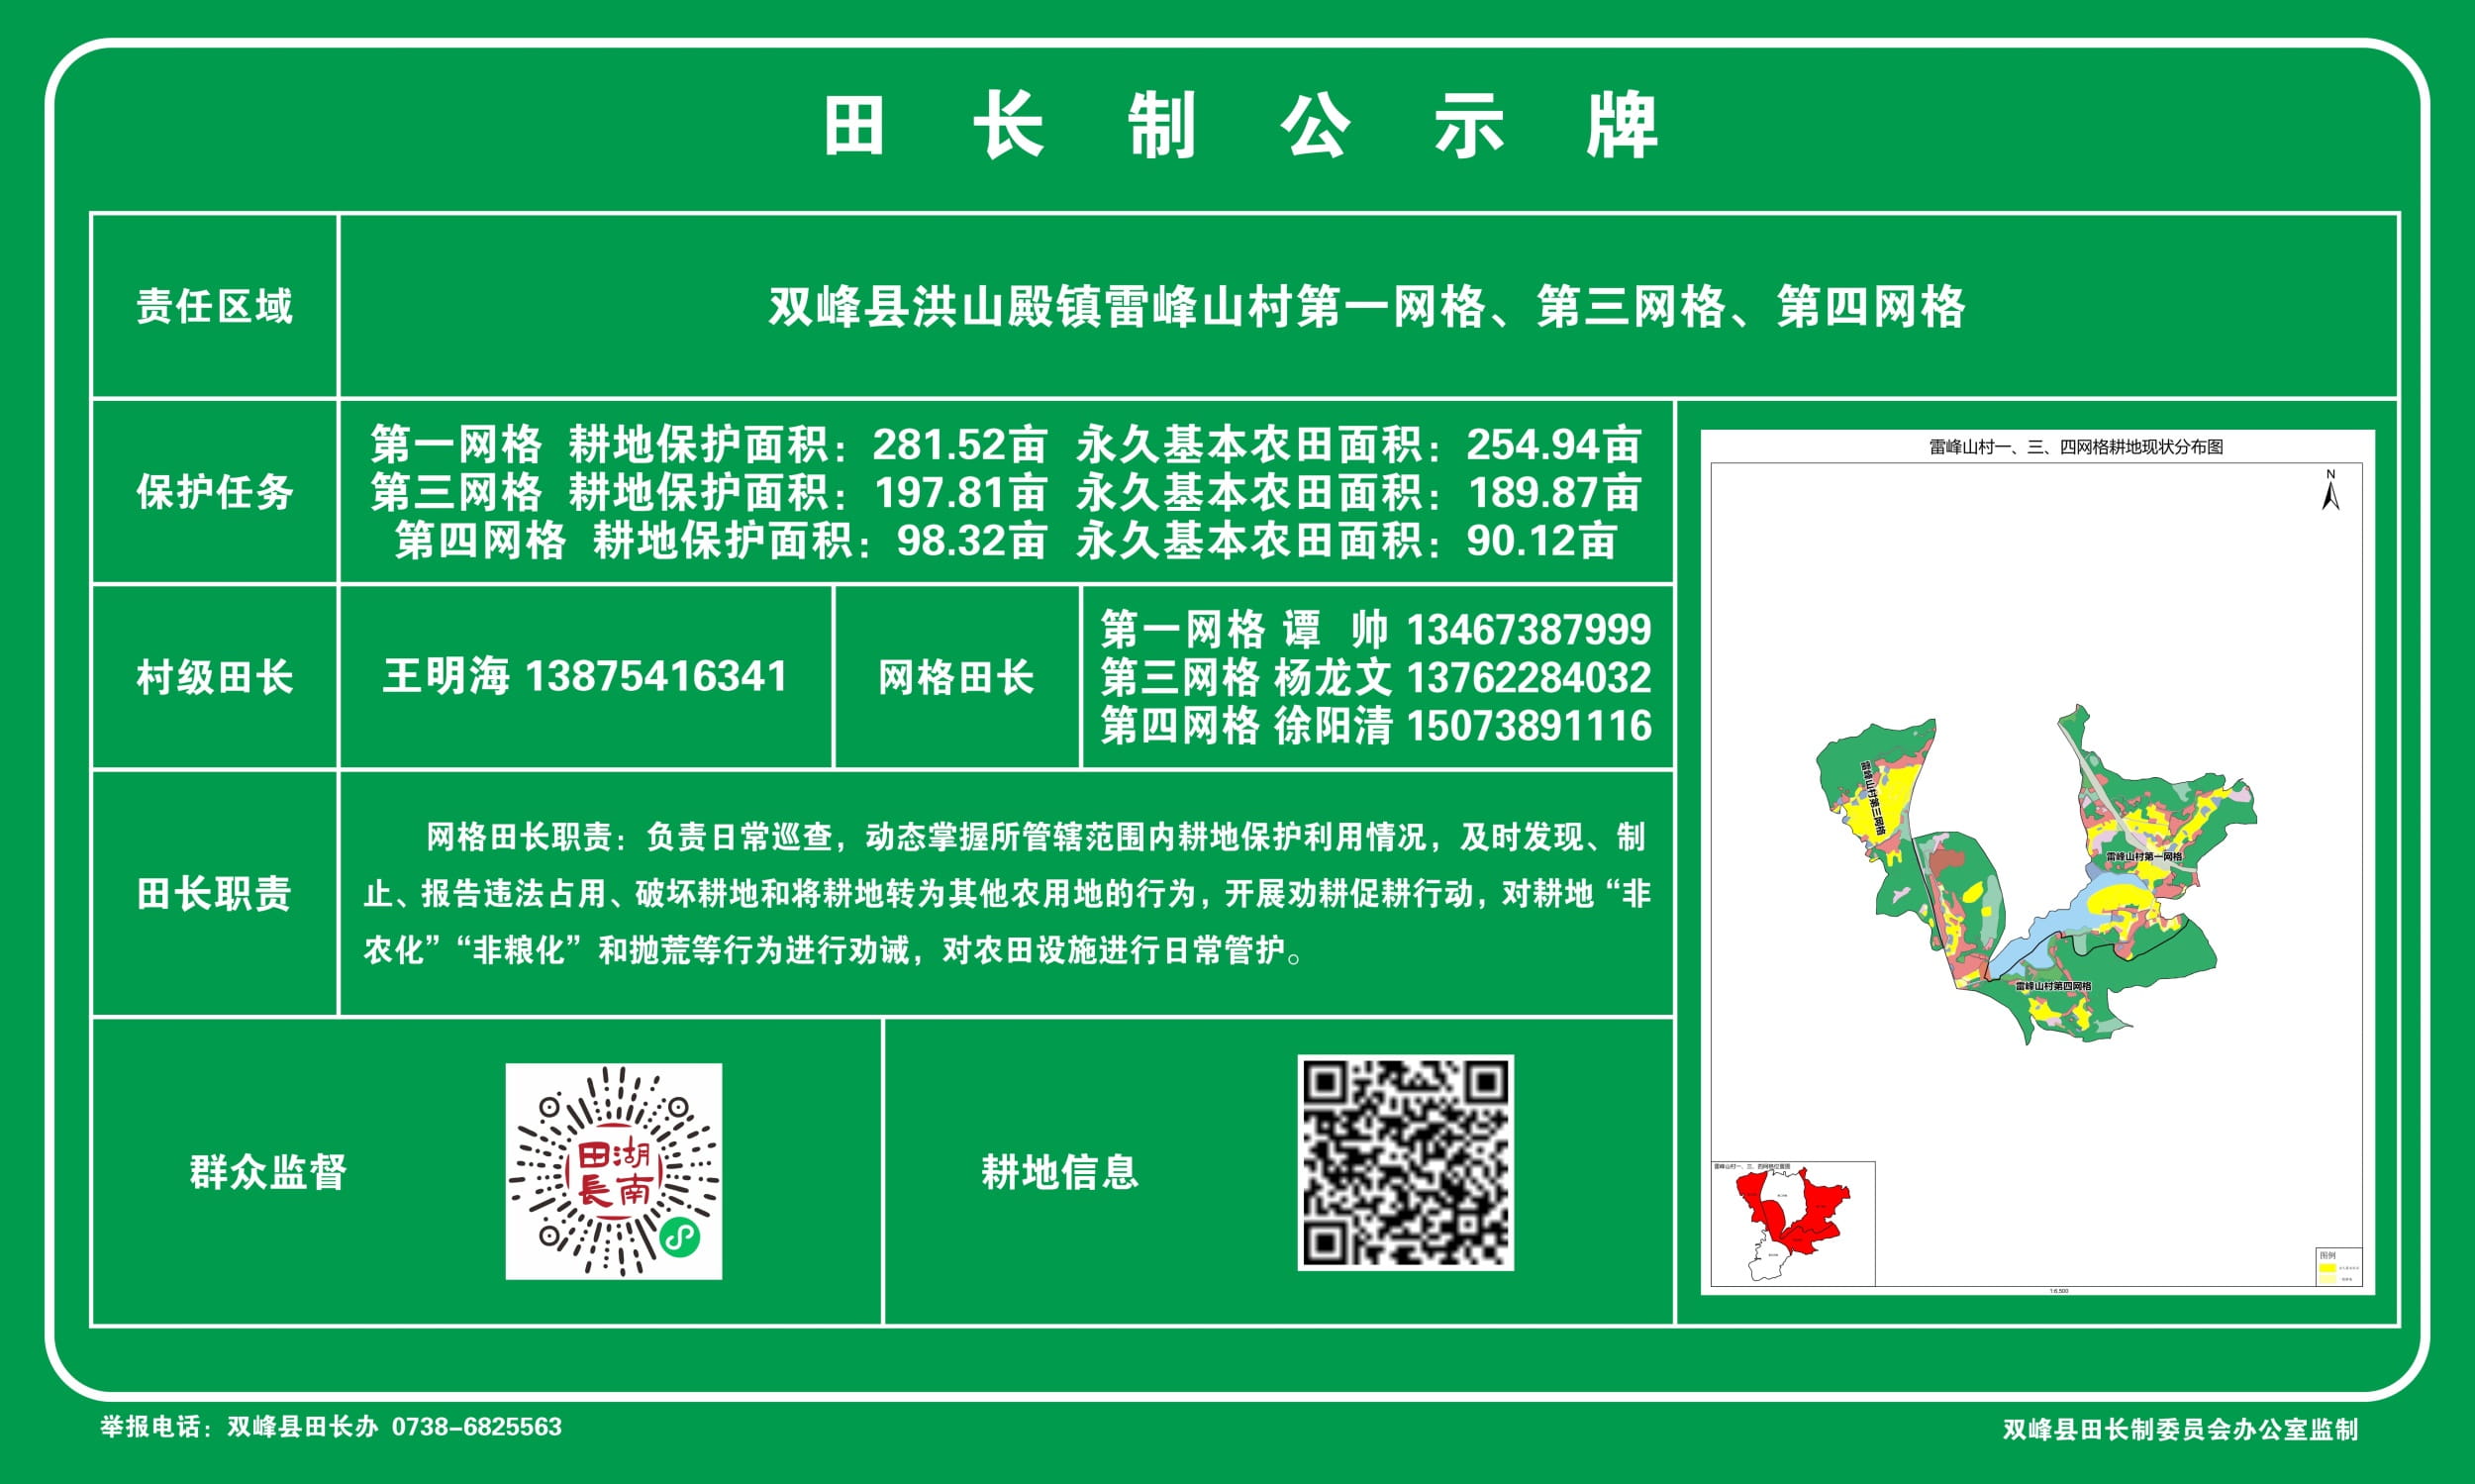 田长制公示牌
责任区域
双峰县洪山殿镇雷峰山村第一网格、第三网格、第四网格
保护任务
第一网格 耕地保护面积：281.52亩 永久基本农田面积：254.94亩
第三网格 耕地保护面积：197.81亩 永久基本农田面积：189.87亩
第四网格 耕地保护面积：98.32亩 永久基本农田面积：90.12亩
村级田长
王明海 13875416341
网格田长
第一网格 谭 帅 13467387999
第三网格 杨龙文 13762284032
第四网格 徐阳清 15073891116
田长职责
网格田长职责：负责日常巡查，动态掌握所管辖范围内耕地保护利用情况，及时发现、制
止、报告违法占用、破坏耕地和将耕地转为其他农用地的行为，开展劝耕促耕行动，对耕地“非
农化”“非粮化”和抛荒等行为进行劝诫，对农田设施进行日常管护。
群众监督
湖南
田長
耕地信息
雷峰山村一、三、四网格耕地现状分布图
N
雷峰山村第三网格
雷峰山村第一网格
雷峰山村第四网格
雷峰山村一、三、四网格位置图
图例
1:6,500
举报电话：双峰县田长办 0738-6825563
双峰县田长制委员会办公室监制